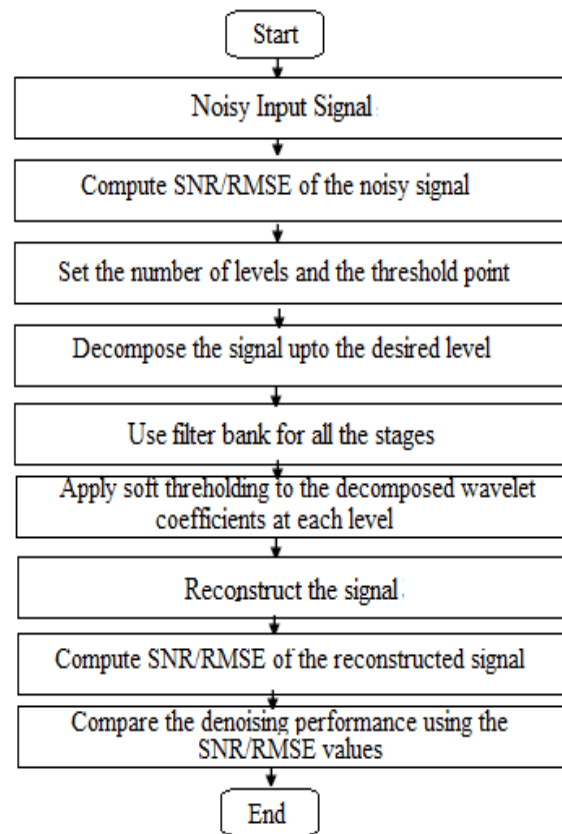 Start
Noisy Input Signal
Compute SNR/RMSE of the noisy signal
Set the number of levels and the threshold point
Decompose the signal upto the desired level
Use filter bank for all the stages
Apply soft threholding to the decomposed wavelet
coefficients at each level
Reconstruct the signal
Compute SNR/RMSE of the reconstructed signal
Compare the denoising performance using the
SNR/RMSE values
End